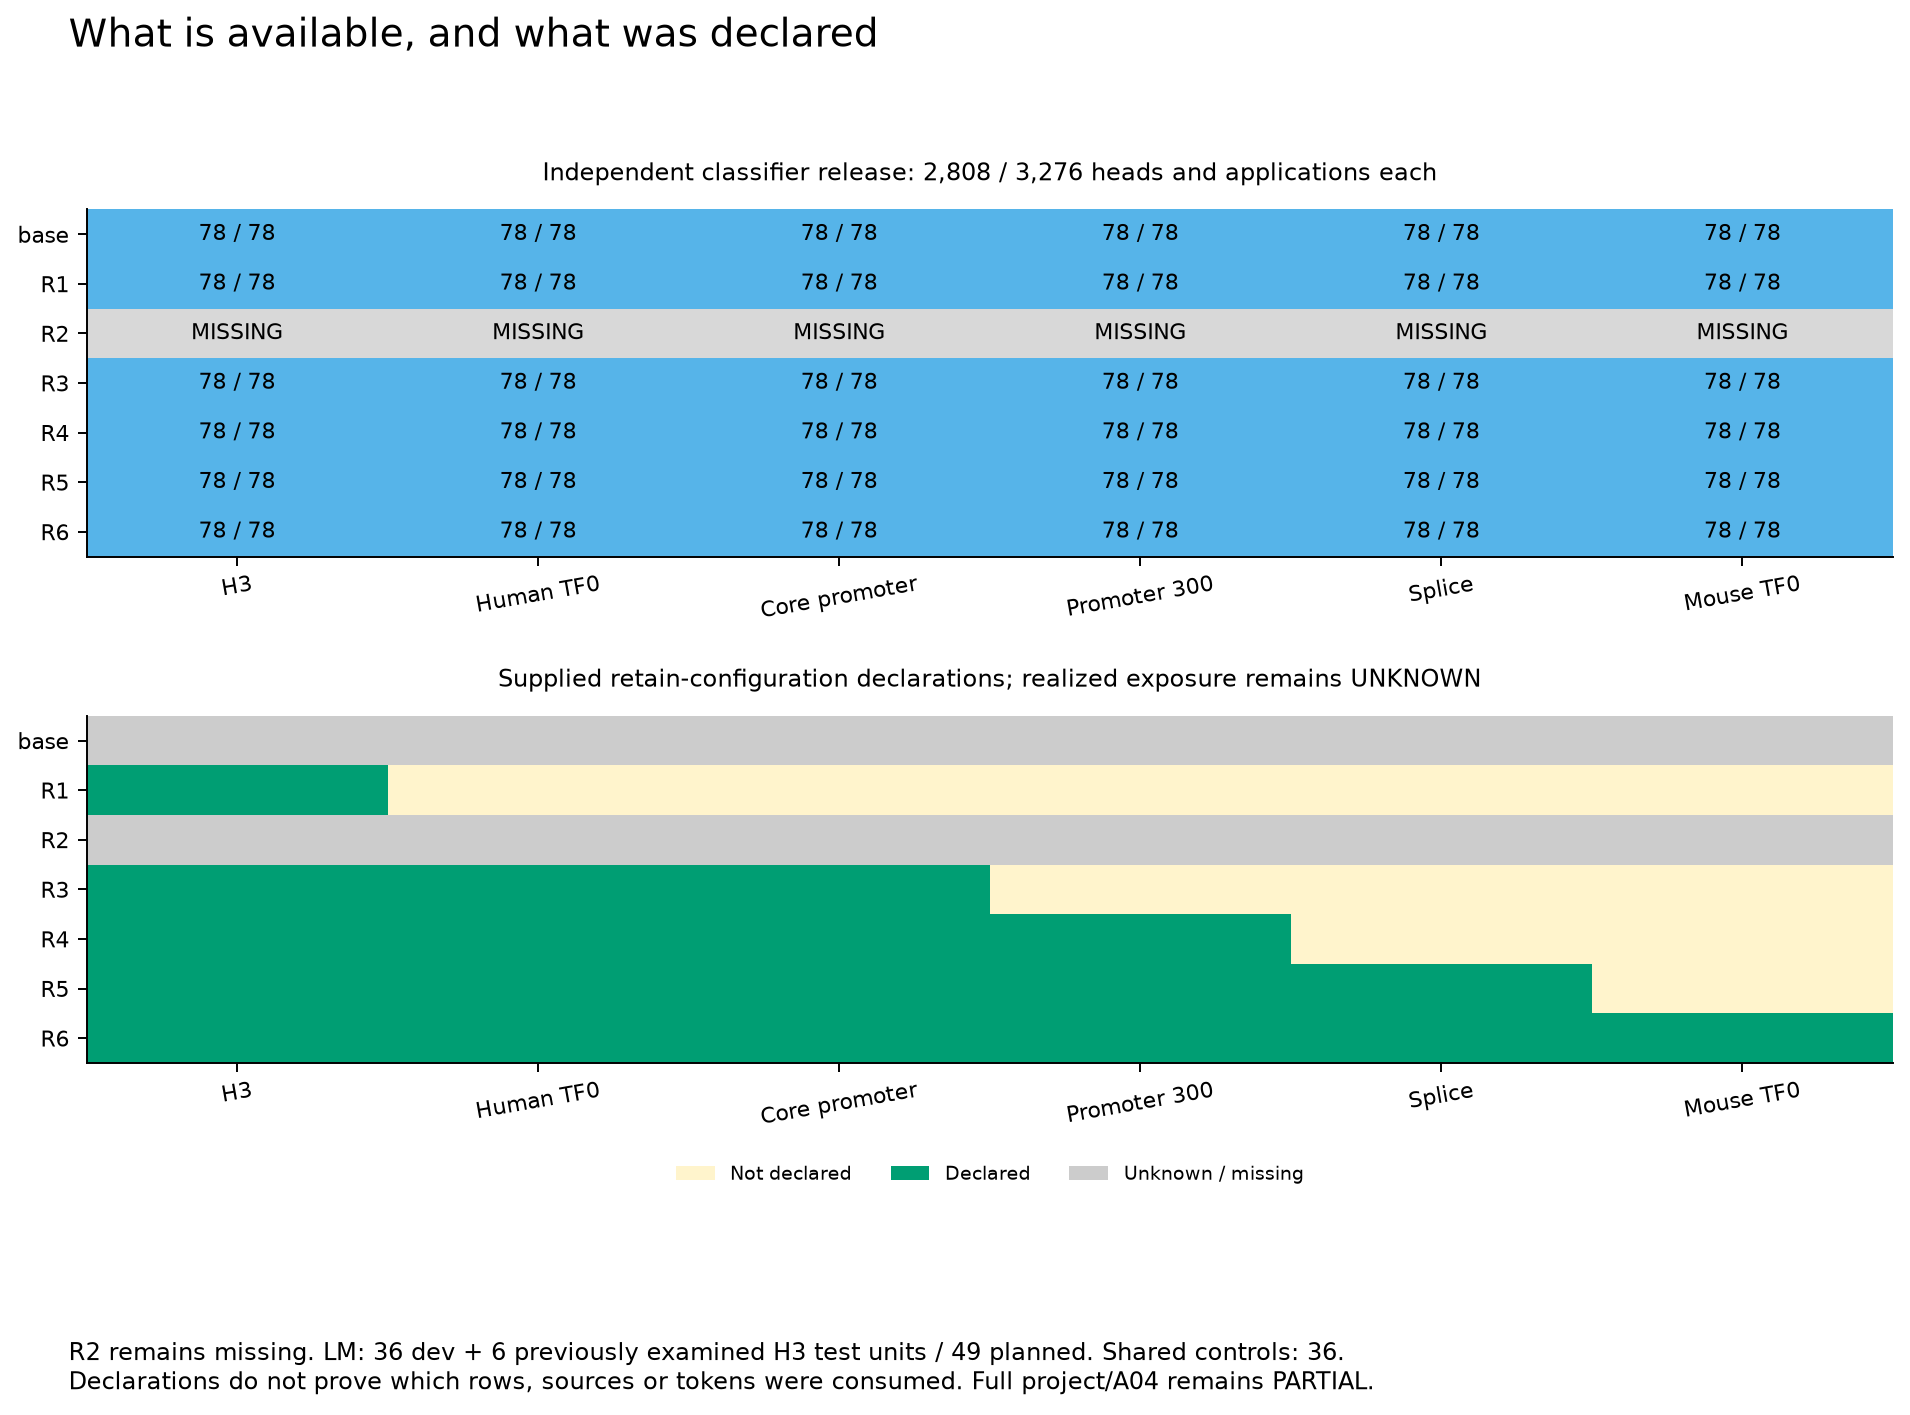 What is available, and what was declared
Independent classifier release: 2,808 / 3,276 heads and applications each
base 78 / 78 78 / 78 78 / 78 78 / 78 78 / 78 78 / 78
R1 78 / 78 78 / 78 78 / 78 78 / 78 78 / 78 78 / 78
R2 MISSING MISSING MISSING MISSING MISSING MISSING
R3 78 / 78 78 / 78 78 / 78 78 / 78 78 / 78 78 / 78
R4 78 / 78 78 / 78 78 / 78 78 / 78 78 / 78 78 / 78
R5 78 / 78 78 / 78 78 / 78 78 / 78 78 / 78 78 / 78
R6 78 / 78 78 / 78 78 / 78 78 / 78 78 / 78 78 / 78
H3 Human TF0 Core promoter Promoter 300 Splice Mouse TF0
Supplied retain-configuration declarations; realized exposure remains UNKNOWN
base
R1
R2
R3
R4
R5
R6
H3 Human TF0 Core promoter Promoter 300 Splice Mouse TF0
Not declared Declared Unknown / missing
R2 remains missing. LM: 36 dev + 6 previously examined H3 test units / 49 planned. Shared controls: 36.
Declarations do not prove which rows, sources or tokens were consumed. Full project/A04 remains PARTIAL.